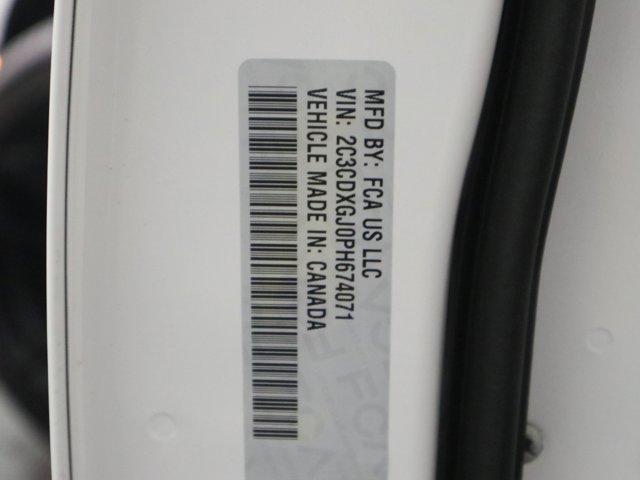 MFD BY: FCA US LLC
VIN: 2C3CDXGJ0PH674071
VEHICLE MADE IN: CANADA